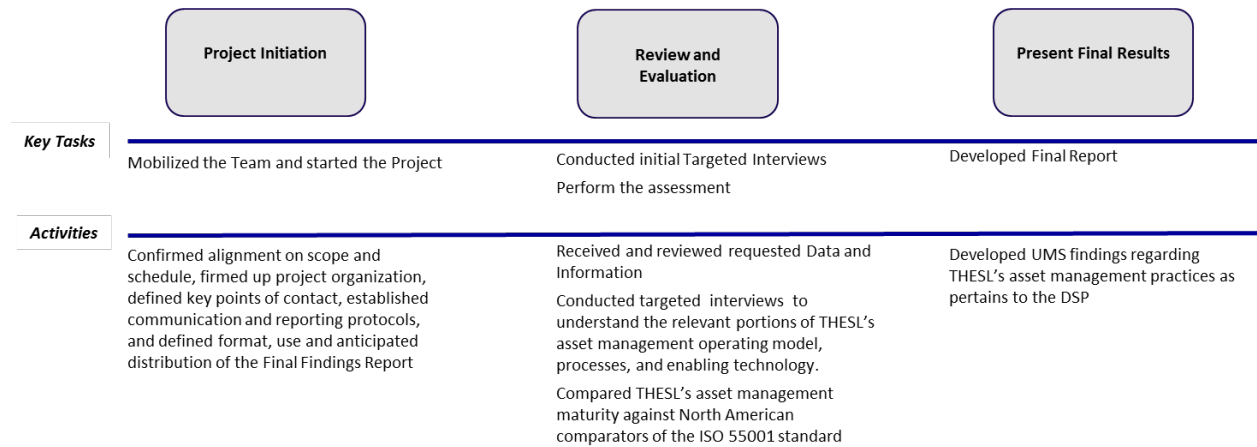 Project Initiation
Review and
Evaluation
Present Final Results
Key Tasks
Mobilized the Team and started the Project
Conducted initial Targeted Interviews
Perform the assessment
Developed Final Report
Activities
Confirmed alignment on scope and
schedule, firmed up project organization,
defined key points of contact, established
communication and reporting protocols,
and defined format, use and anticipated
distribution of the Final Findings Report
Received and reviewed requested Data and
Information
Conducted targeted interviews to
understand the relevant portions of THESL's
asset management operating model,
processes, and enabling technology.
Compared THESL's asset management
maturity against North American
comparators of the ISO 55001 standard
Developed UMS findings regarding
THESL's asset management practices as
pertains to the DSP